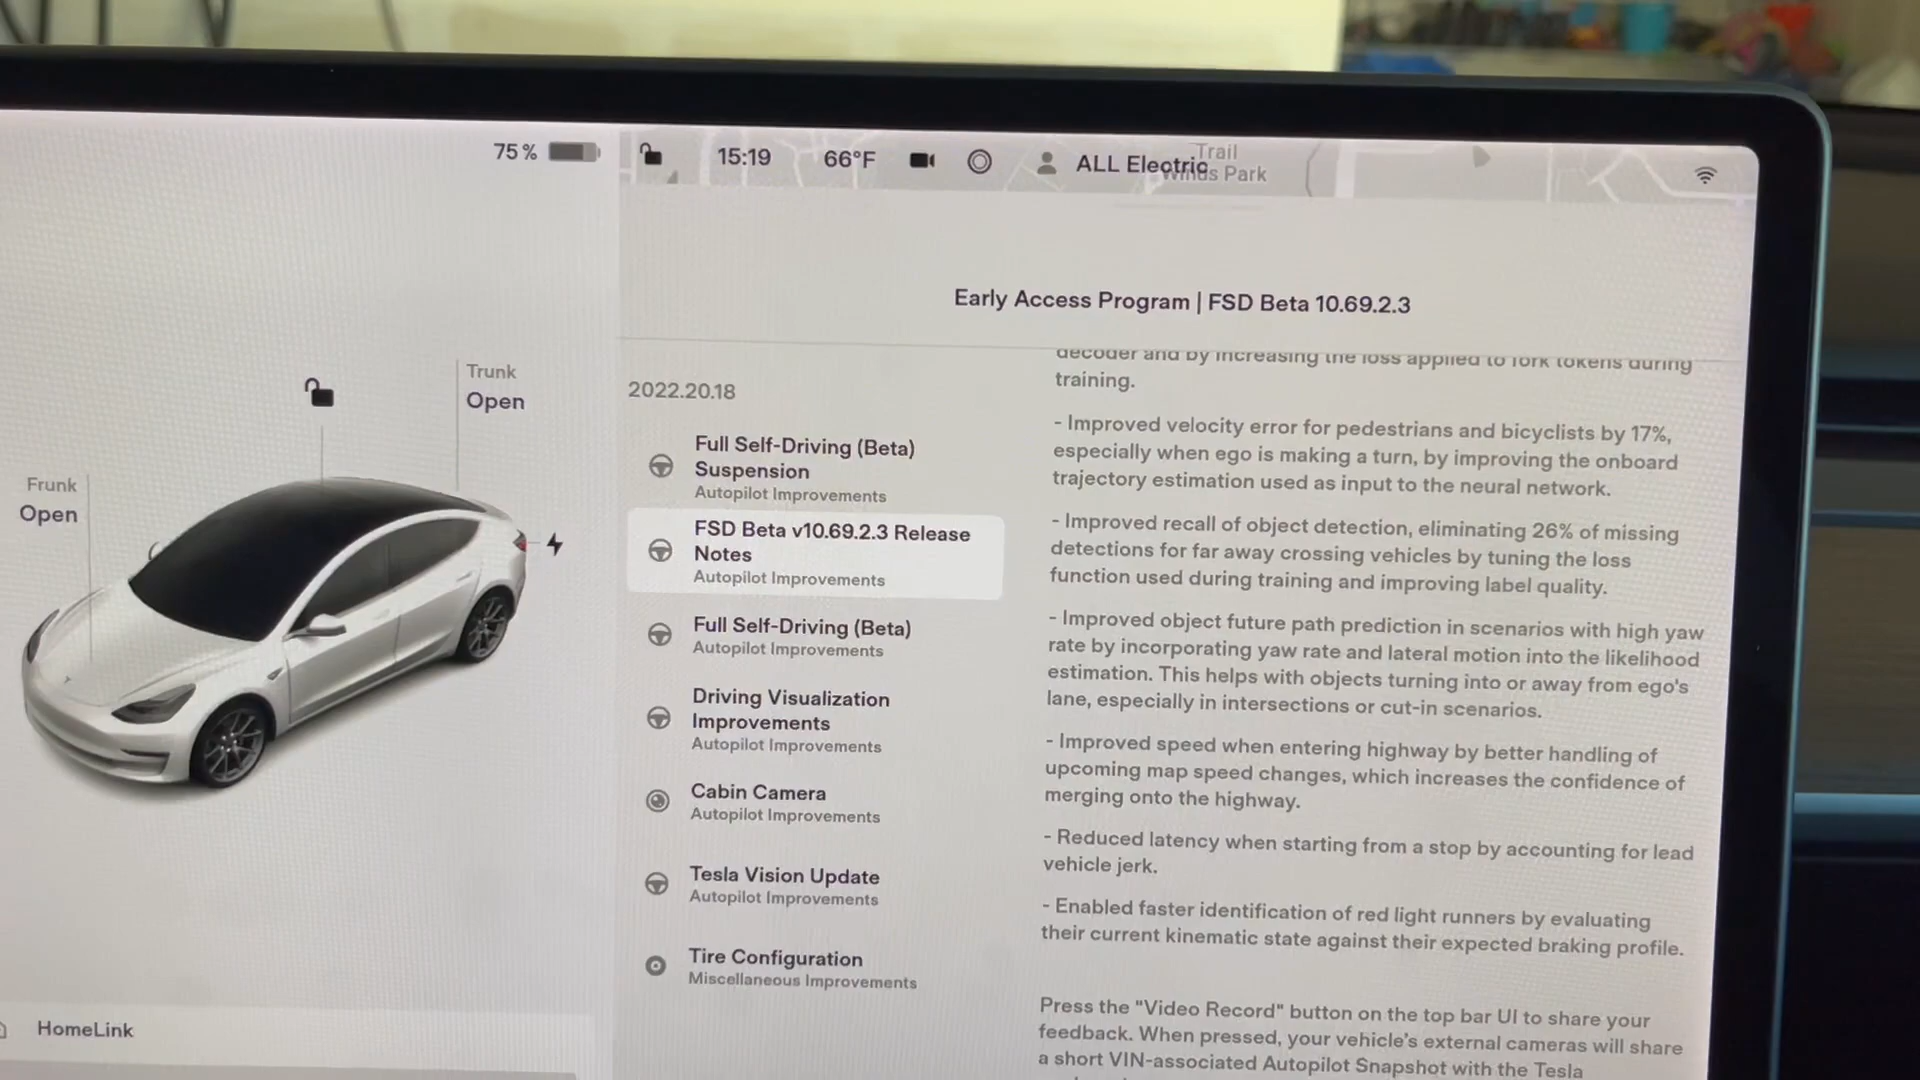 75%
15:19
66°F
ALL Electric
Trail
Park
Early Access Program | FSD Beta 10.69.2.3
Trunk
Open
Frunk
Open
HomeLink
2022.20.18
Full Self-Driving (Beta)
Suspension
Autopilot Improvements
FSD Beta v10.69.2.3 Release
Notes
Autopilot Improvements
Full Self-Driving (Beta)
Autopilot Improvements
Driving Visualization
Improvements
Autopilot Improvements
Cabin Camera
Autopilot Improvements
Tesla Vision Update
Autopilot Improvements
Tire Configuration
Miscellaneous Improvements
decoder and by increasing the loss applied to fork tokens during
training.
- Improved velocity error for pedestrians and bicyclists by 17%,
especially when ego is making a turn, by improving the onboard
trajectory estimation used as input to the neural network.
- Improved recall of object detection, eliminating 26% of missing
detections for far away crossing vehicles by tuning the loss
function used during training and improving label quality.
- Improved object future path prediction in scenarios with high yaw
rate by incorporating yaw rate and lateral motion into the likelihood
estimation. This helps with objects turning into or away from ego's
lane, especially in intersections or cut-in scenarios.
- Improved speed when entering highway by better handling of
upcoming map speed changes, which increases the confidence of
merging onto the highway.
- Reduced latency when starting from a stop by accounting for lead
vehicle jerk.
- Enabled faster identification of red light runners by evaluating
their current kinematic state against their expected braking profile.
Press the "Video Record" button on the top bar UI to share your
feedback. When pressed, your vehicle's external cameras will share
a short VIN-associated Autopilot Snapshot with the Tesla